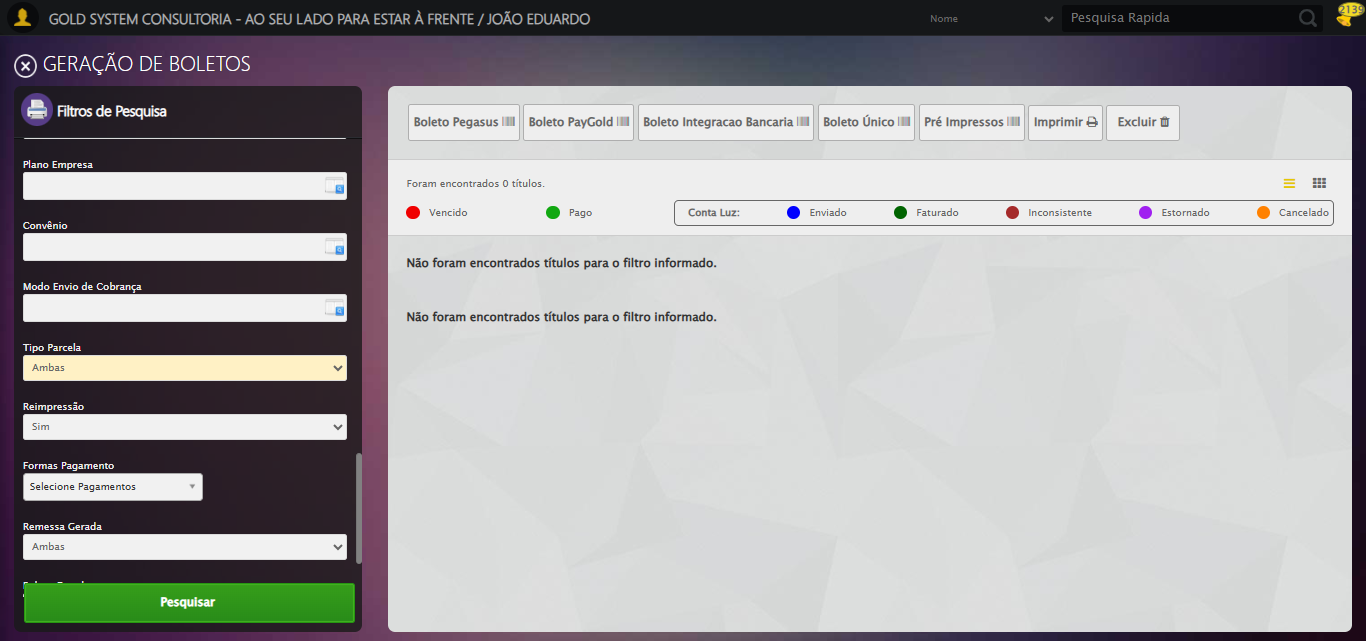 GOLD SYSTEM CONSULTORIA - AO SEU LADO PARA ESTAR À FRENTE / JOÃO EDUARDO
Nome
Pesquisa Rapida
2139
GERAÇÃO DE BOLETOS
Filtros de Pesquisa
Plano Empresa
Convênio
Modo Envio de Cobrança
Tipo Parcela
Ambas
Reimpressão
Sim
Formas Pagamento
Selecione Pagamentos
Remessa Gerada
Ambas
Pesquisar
Boleto Pegasus
Boleto PayGold
Boleto Integracao Bancaria
Boleto Único
Pré Impressos
Imprimir
Excluir
Foram encontrados 0 títulos.
Vencido
Pago
Conta Luz:
Enviado
Faturado
Inconsistente
Estornado
Cancelado
Não foram encontrados títulos para o filtro informado.
Não foram encontrados títulos para o filtro informado.